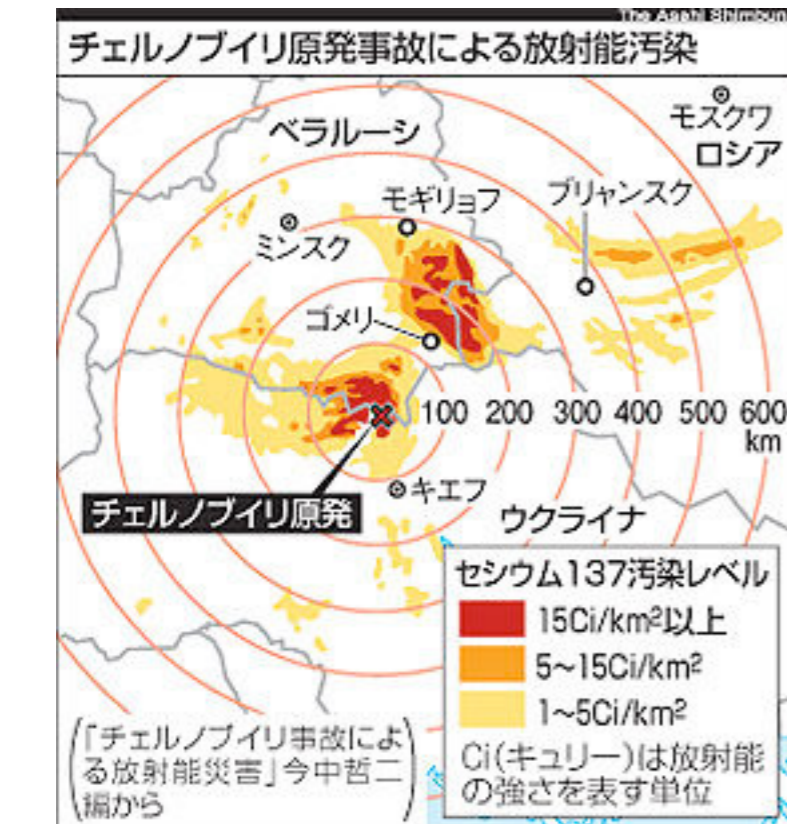 The Asahi Shimbun
チェルノブイリ原発事故による放射能汚染
モスクワ
ロシア
ベラルーシ
モギリョフ
ブリャンスク
ミンスク
ゴメリ
100 200 300 400 500 600
km
キエフ
チェルノブイリ原発
ウクライナ
セシウム137汚染レベル
15Ci/km²以上
5~15Ci/km²
1~5Ci/km²
Ci(キュリー)は放射能
の強さを表す単位
(「チェルノブイリ事故によ
る放射能災害」今中哲二
編から)